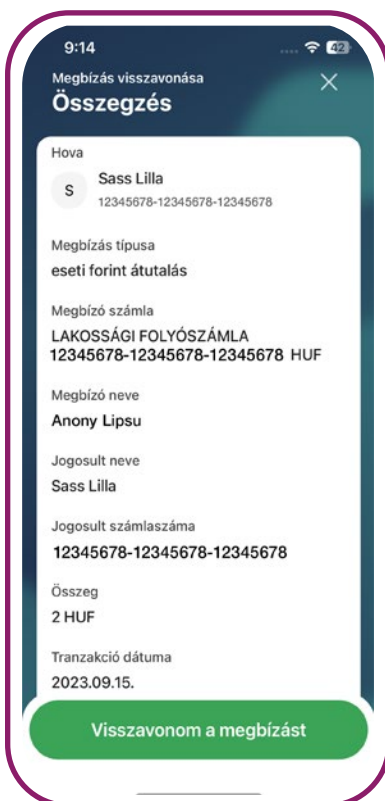 9:14
42
Megbízás visszavonása
Összegzés
Hova
S
Sass Lilla
12345678-12345678-12345678
Megbízás típusa
eseti forint átutalás
Megbízó számla
LAKOSSÁGI FOLYÓSZÁMLA
12345678-12345678-12345678 HUF
Megbízó neve
Anony Lipsu
Jogosult neve
Sass Lilla
Jogosult számlaszáma
12345678-12345678-12345678
Összeg
2 HUF
Tranzakció dátuma
2023.09.15.
Visszavonom a megbízást